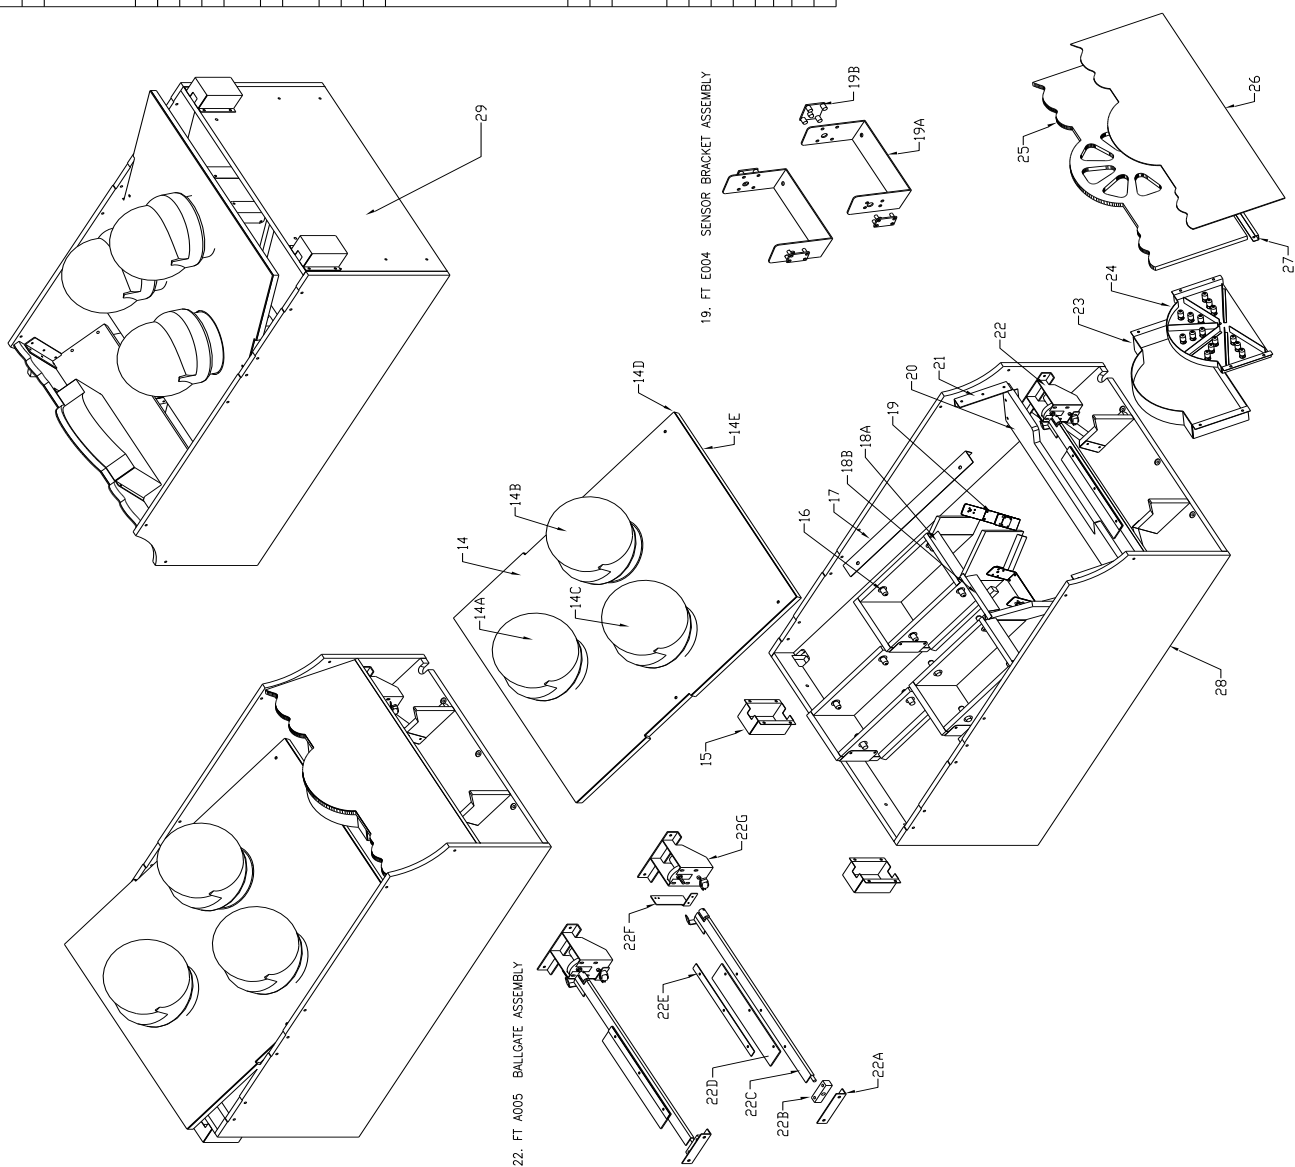 29
19. FT E004 SENSOR BRACKET ASSEMBLY
19B
19A
25
26
27
24
23
14D
14E
14B
14
14A
14C
22
21
20
19
18A
18B
17
16
15
28
22. FT A005 BALLGATE ASSEMBLY
22G
22F
22E
22D
22C
22B
22A